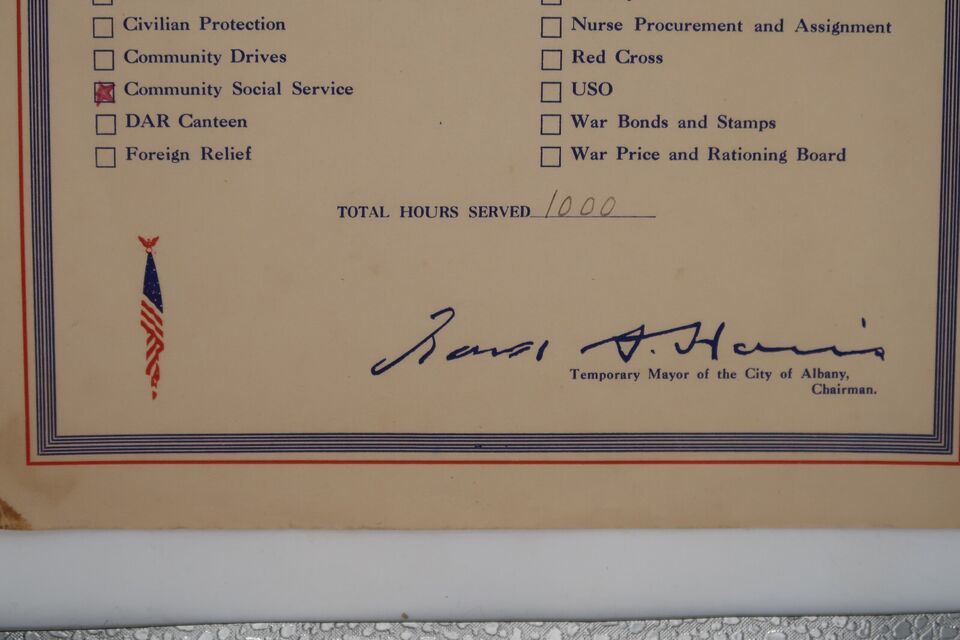 Civilian Protection
Community Drives
Community Social Service
DAR Canteen
Foreign Relief
Nurse Procurement and Assignment
Red Cross
USO
War Bonds and Stamps
War Price and Rationing Board
TOTAL HOURS SERVED 1000
A. Harris
Temporary Mayor of the City of Albany,
Chairman.